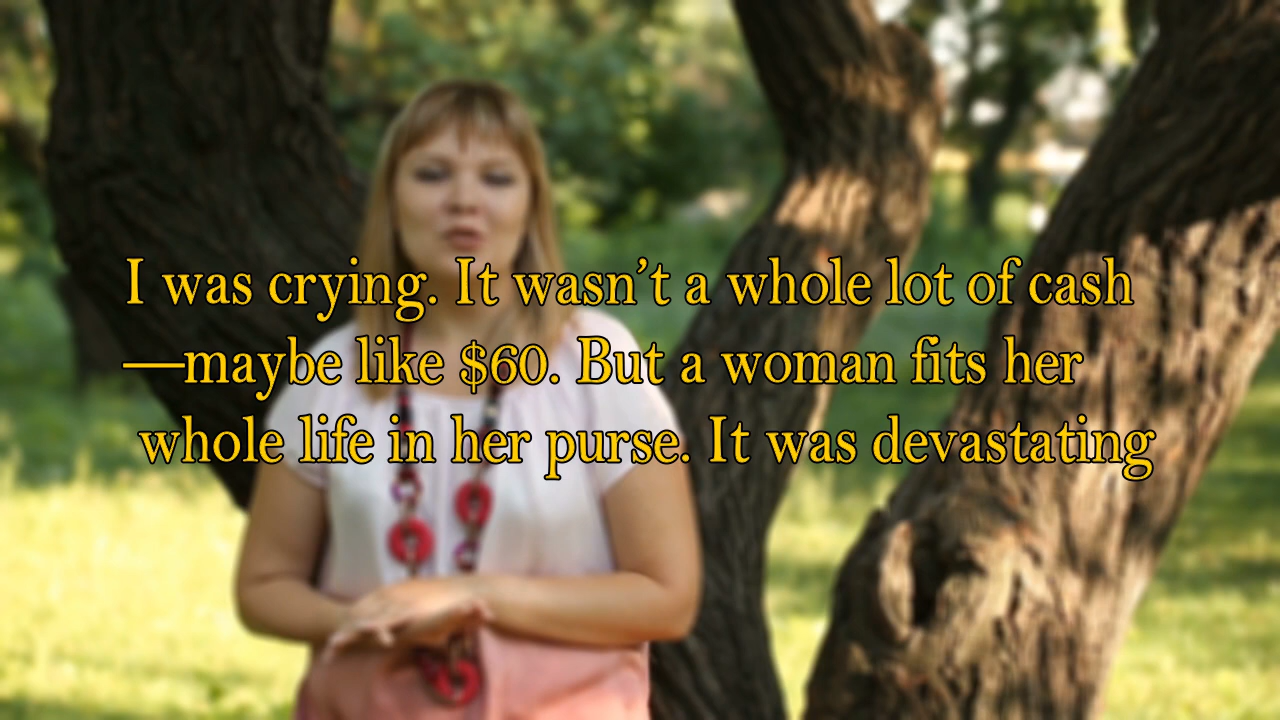 I was crying. It wasn’t a whole lot of cash
—maybe like $60. But a woman fits her
whole life in her purse. It was devastating